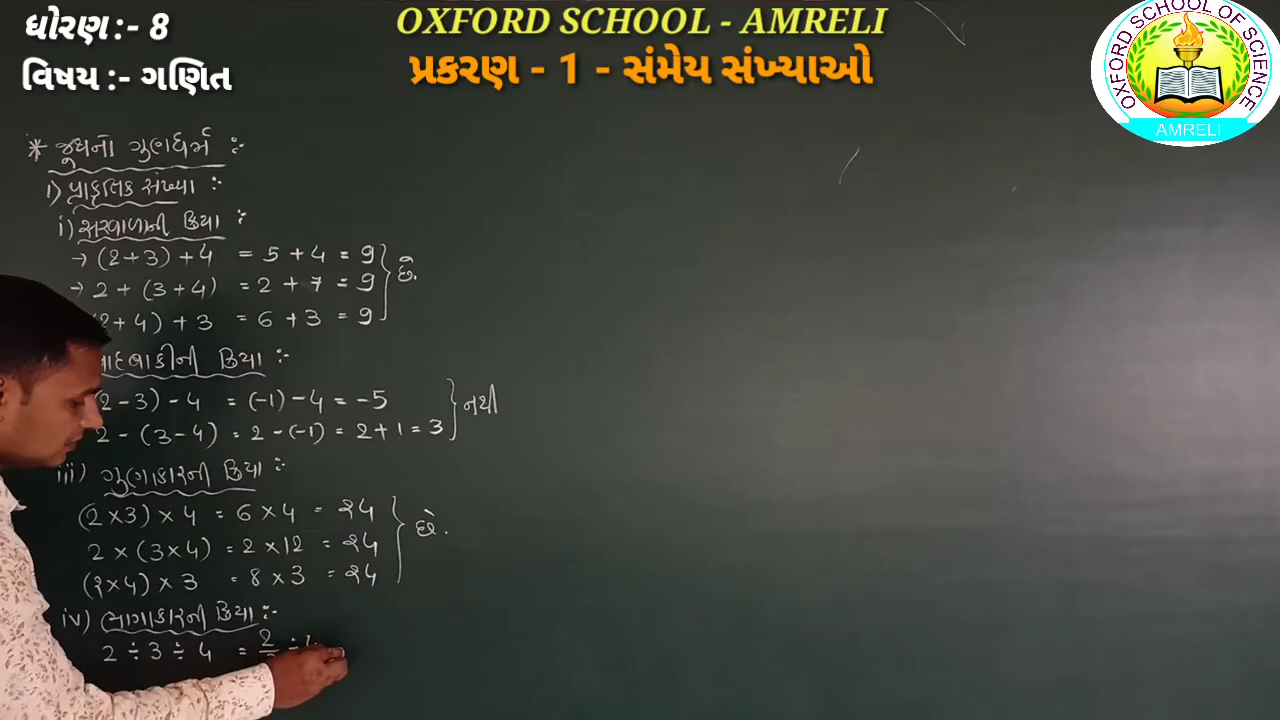 ધોરણ :- 8
વિષય :- ગણિત
OXFORD SCHOOL - AMRELI
પ્રકરણ - 1 - સંમેય સંખ્યાઓ
OXFORD SCHOOL OF SCIENCE
AMRELI
* જૂથનો ગુણધર્મ :-
1) પ્રાકૃતિક સંખ્યા :-
i) સરવાળાની ક્રિયા :-
→ (2+3) + 4 = 5 + 4 = 9
→ 2 + (3+4) = 2 + 7 = 9 } છે.
2+4) + 3 = 6 + 3 = 9
બાદબાકીની ક્રિયા :-
(2-3) - 4 = (-1) - 4 = -5
2 - (3-4) = 2 - (-1) = 2+1 = 3 } નથી
iii) ગુણાકારની ક્રિયા :-
(2×3) × 4 = 6 × 4 = 24
2 × (3×4) = 2 × 12 = 24 } છે.
(2×4) × 3 = 8 × 3 = 24
iv) ભાગાકારની ક્રિયા :-
2 ÷ 3 ÷ 4 = 2 ÷